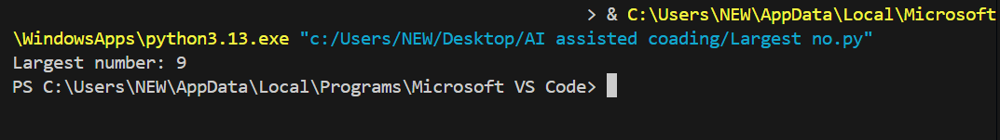 > & C:\Users\NEW\AppData\Local\Microsoft
\WindowsApps\python3.13.exe "c:/Users/NEW/Desktop/AI assisted coading/Largest no.py"
Largest number: 9
PS C:\Users\NEW\AppData\Local\Programs\Microsoft VS Code>